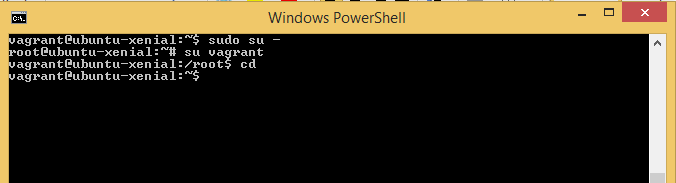 Windows PowerShell
vagrant@ubuntu-xenial:~$ sudo su -
root@ubuntu-xenial:~# su vagrant
vagrant@ubuntu-xenial:/root$ cd
vagrant@ubuntu-xenial:~$